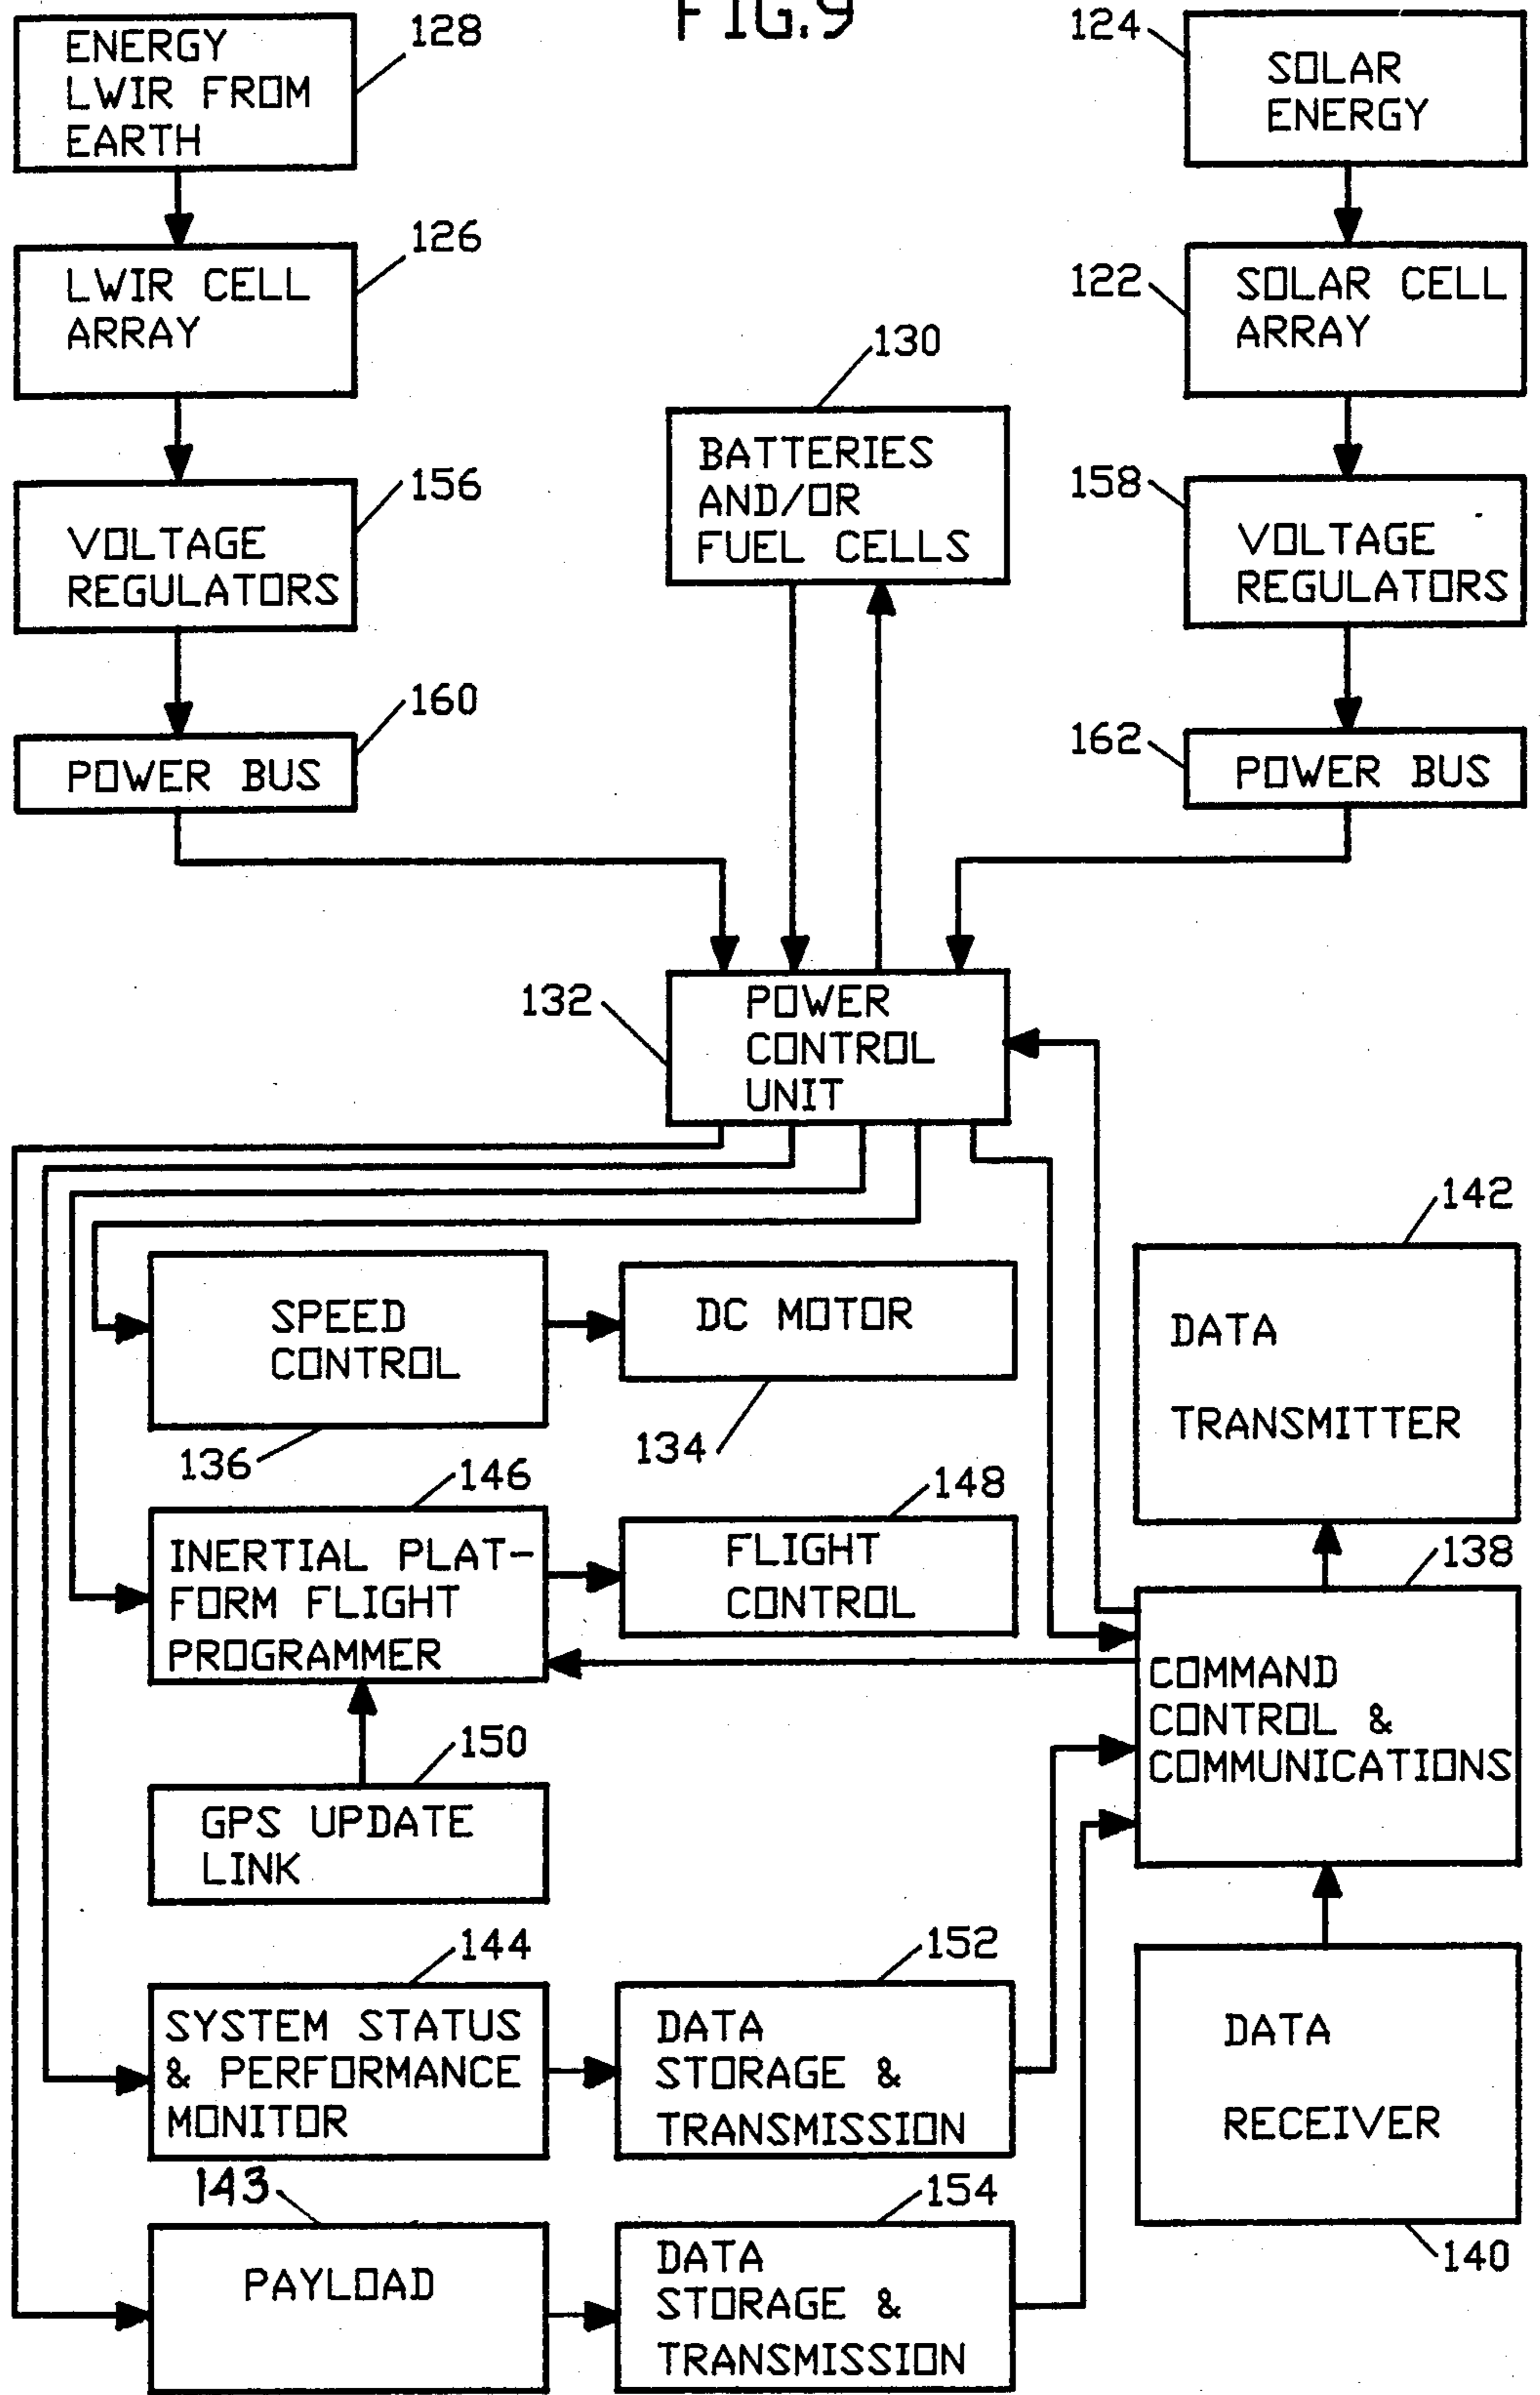 FIG.9
ENERGY
LWIR FROM
EARTH
128
124
SOLAR
ENERGY
LWIR CELL
ARRAY
126
122
SOLAR CELL
ARRAY
130
BATTERIES
AND/OR
FUEL CELLS
VOLTAGE
REGULATORS
156
158
VOLTAGE
REGULATORS
POWER BUS
160
162
POWER BUS
132
POWER
CONTROL
UNIT
142
DATA
TRANSMITTER
SPEED
CONTROL
136
DC MOTOR
134
146
INERTIAL PLAT-
FORM FLIGHT
PROGRAMMER
148
FLIGHT
CONTROL
138
COMMAND
CONTROL &
COMMUNICATIONS
150
GPS UPDATE
LINK
144
SYSTEM STATUS
& PERFORMANCE
MONITOR
152
DATA
STORAGE &
TRANSMISSION
DATA
RECEIVER
140
143
PAYLOAD
154
DATA
STORAGE &
TRANSMISSION